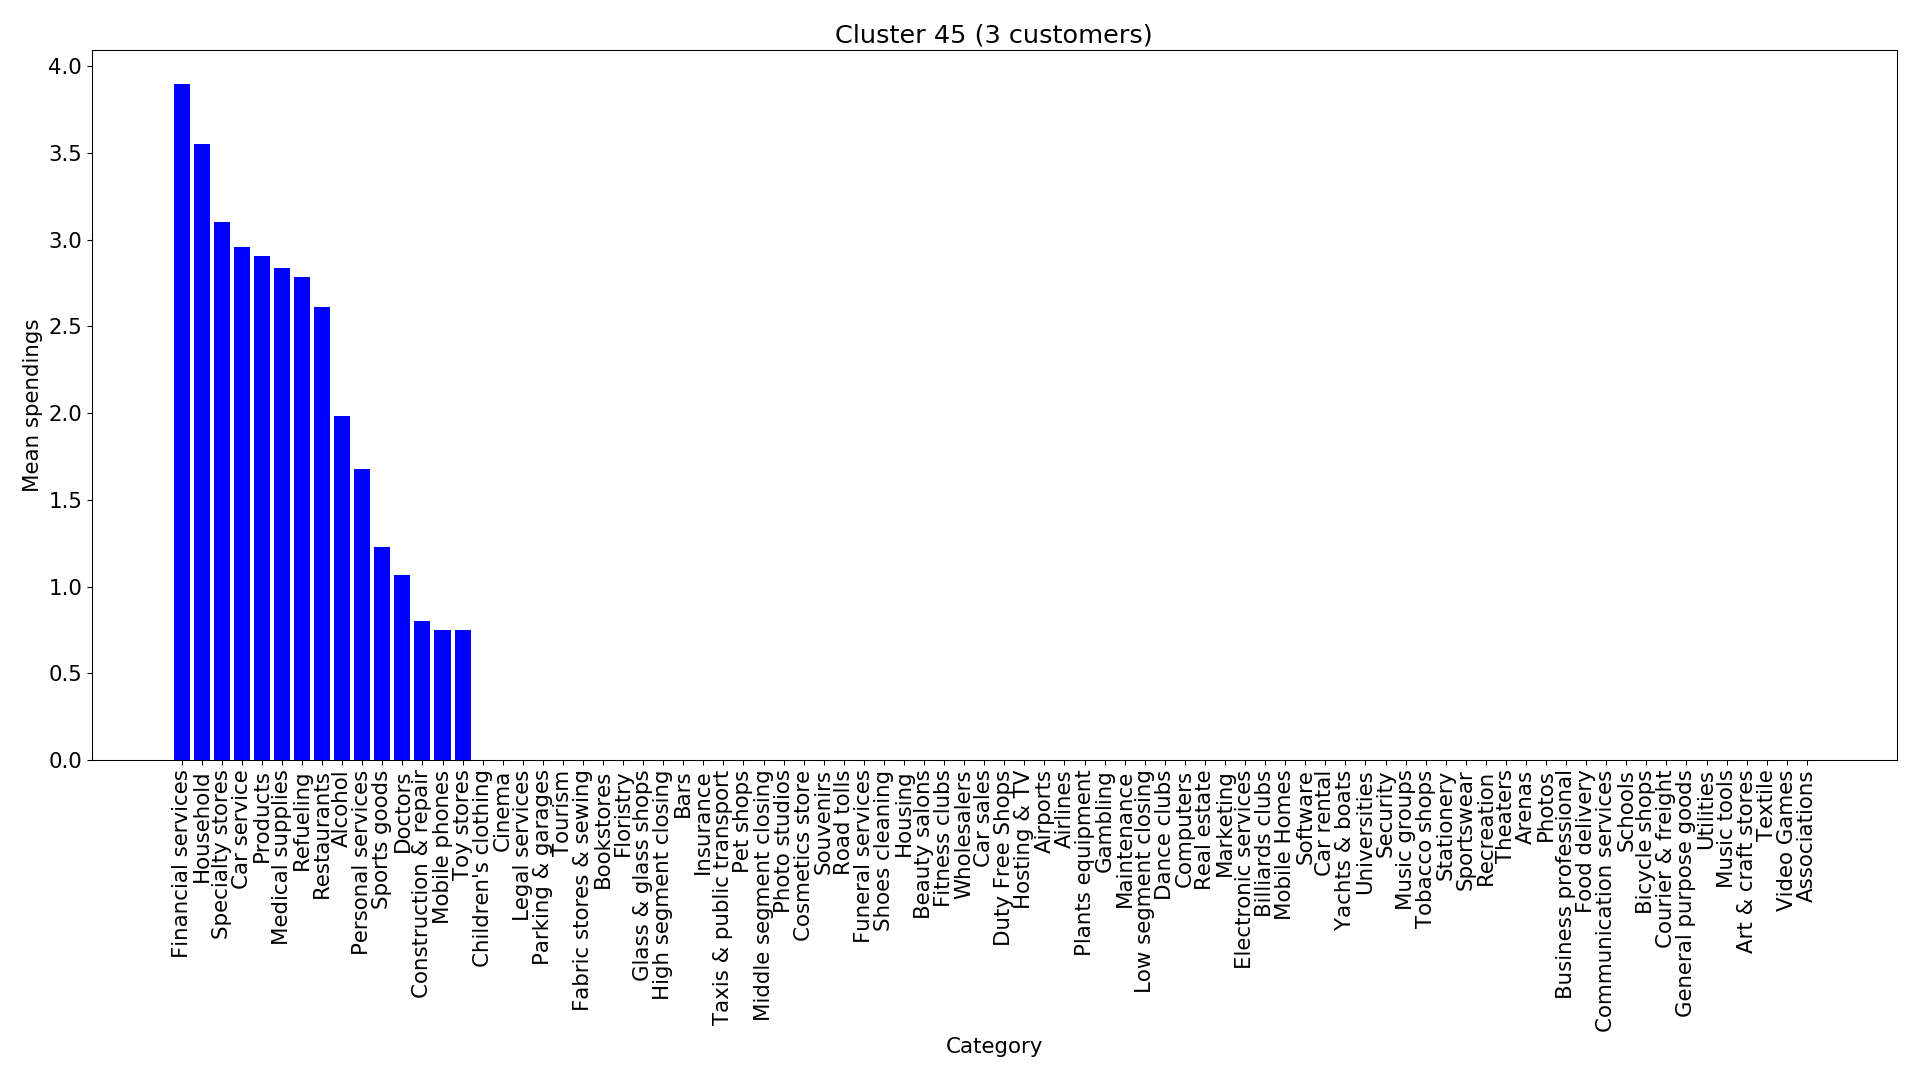 Cluster 45 (3 customers)
4.0
3.5
3.0
2.5
2.0
1.5
1.0
0.5
0.0
Mean spendings
Financial services
Household
Specialty stores
Car service
Products
Medical supplies
Refueling
Restaurants
Alcohol
Personal services
Sports goods
Doctors
Construction & repair
Mobile phones
Toy stores
Children's clothing
Cinema
Legal services
Parking & garages
Tourism
Fabric stores & sewing
Bookstores
Floristry
Glass & glass shops
High segment closing
Bars
Insurance
Taxis & public transport
Pet shops
Middle segment closing
Photo studios
Cosmetics store
Souvenirs
Road tolls
Funeral services
Shoes cleaning
Housing
Beauty salons
Fitness clubs
Wholesalers
Car sales
Duty Free Shops
Hosting & TV
Airports
Airlines
Plants equipment
Gambling
Maintenance
Low segment closing
Dance clubs
Computers
Real estate
Marketing
Electronic services
Billiards clubs
Mobile Homes
Software
Car rental
Yachts & boats
Universities
Security
Music groups
Tobacco shops
Stationery
Sportswear
Recreation
Theaters
Arenas
Photos
Business professional
Food delivery
Communication services
Schools
Bicycle shops
Courier & freight
General purpose goods
Utilities
Music tools
Art & craft stores
Textile
Video Games
Associations
Category